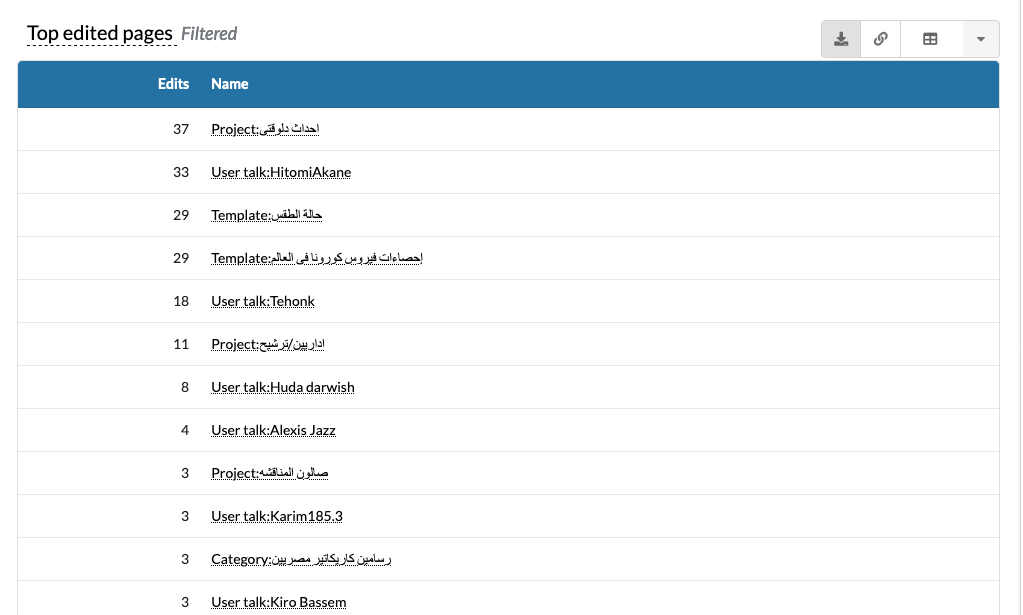 Top edited pages Filtered
Edits Name
37 Project:احداث دلوقتى
33 User talk:HitomiAkane
29 Template:حالة الطقس
29 Template:إحصاءات فيروس كورونا فى العالم
18 User talk:Tehonk
11 Project:اداريين/ترشيح
8 User talk:Huda darwish
4 User talk:Alexis Jazz
3 Project:صالون المناقشه
3 User talk:Karim185.3
3 Category:رسامين كاريكاتير مصريين
3 User talk:Kiro Bassem